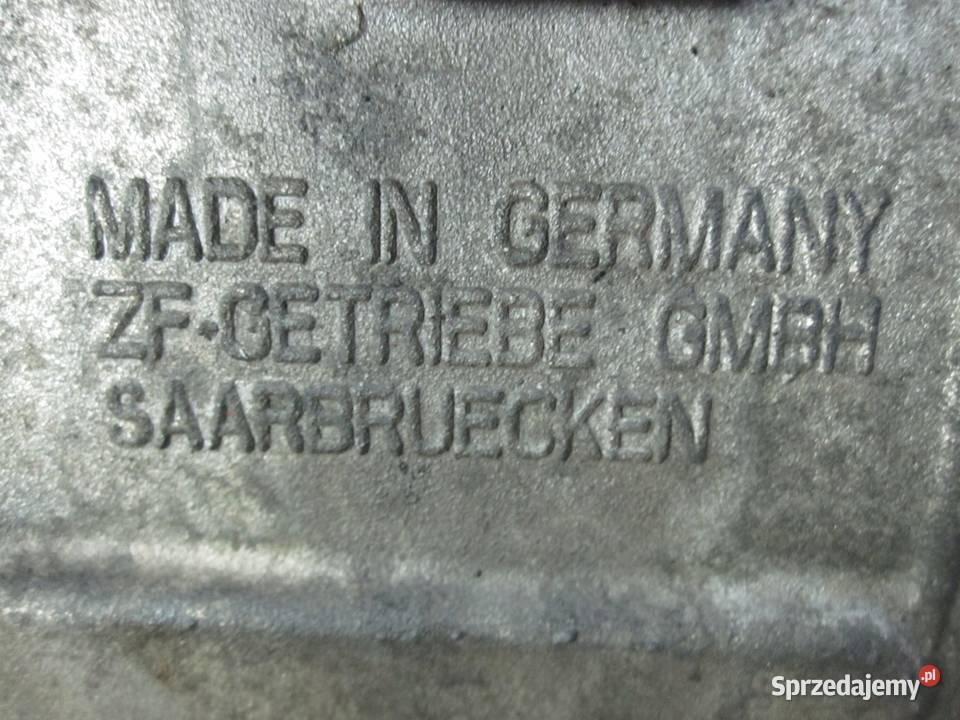 MADE IN GERMANY
ZF-GETRIEBE GMBH
SAARBRUECKEN
Sprzedajemy.pl